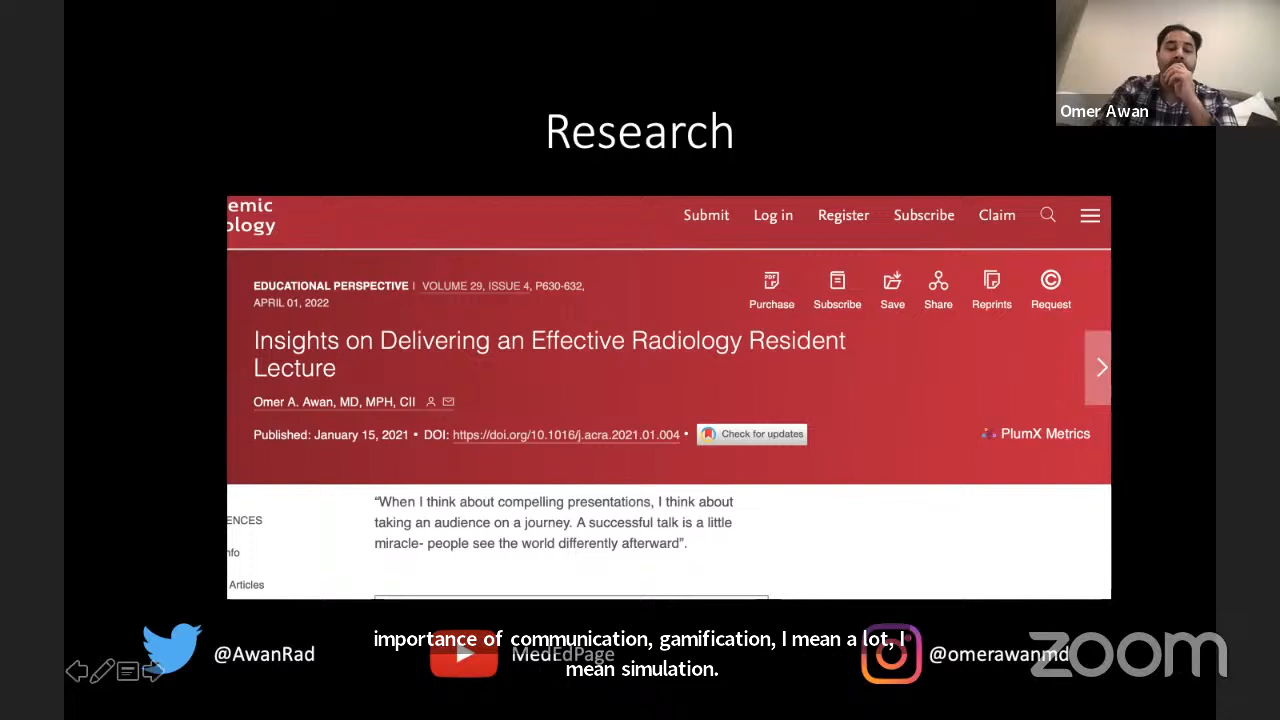 Omer Awan
Research
emic
ology
Submit Log in Register Subscribe Claim
EDUCATIONAL PERSPECTIVE | VOLUME 29, ISSUE 4, P630-632,
APRIL 01, 2022
PDF
Purchase Subscribe Save Share Reprints Request
Insights on Delivering an Effective Radiology Resident
Lecture
Omer A. Awan, MD, MPH, CII
Published: January 15, 2021 • DOI: https://doi.org/10.1016/j.acra.2021.01.004 • Check for updates
PlumX Metrics
“When I think about compelling presentations, I think about
taking an audience on a journey. A successful talk is a little
miracle- people see the world differently afterward”.
ENCES
nfo
Articles
importance of communication, gamification, I mean a lot, I
mean simulation.
@AwanRad MedEdPage @omerawanmd
zoom